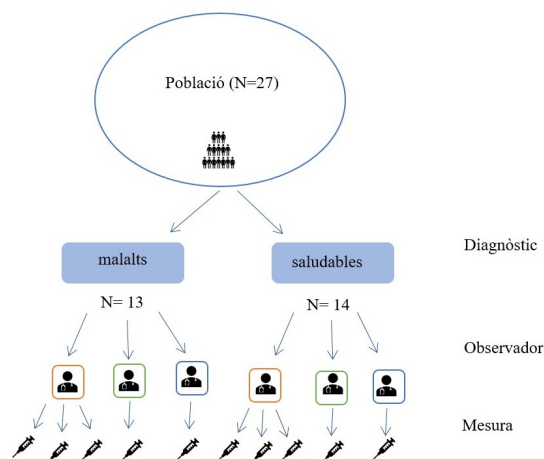 Població (N=27)
Diagnòstic
malalts
saludables
N= 13
N= 14
Observador
Mesura